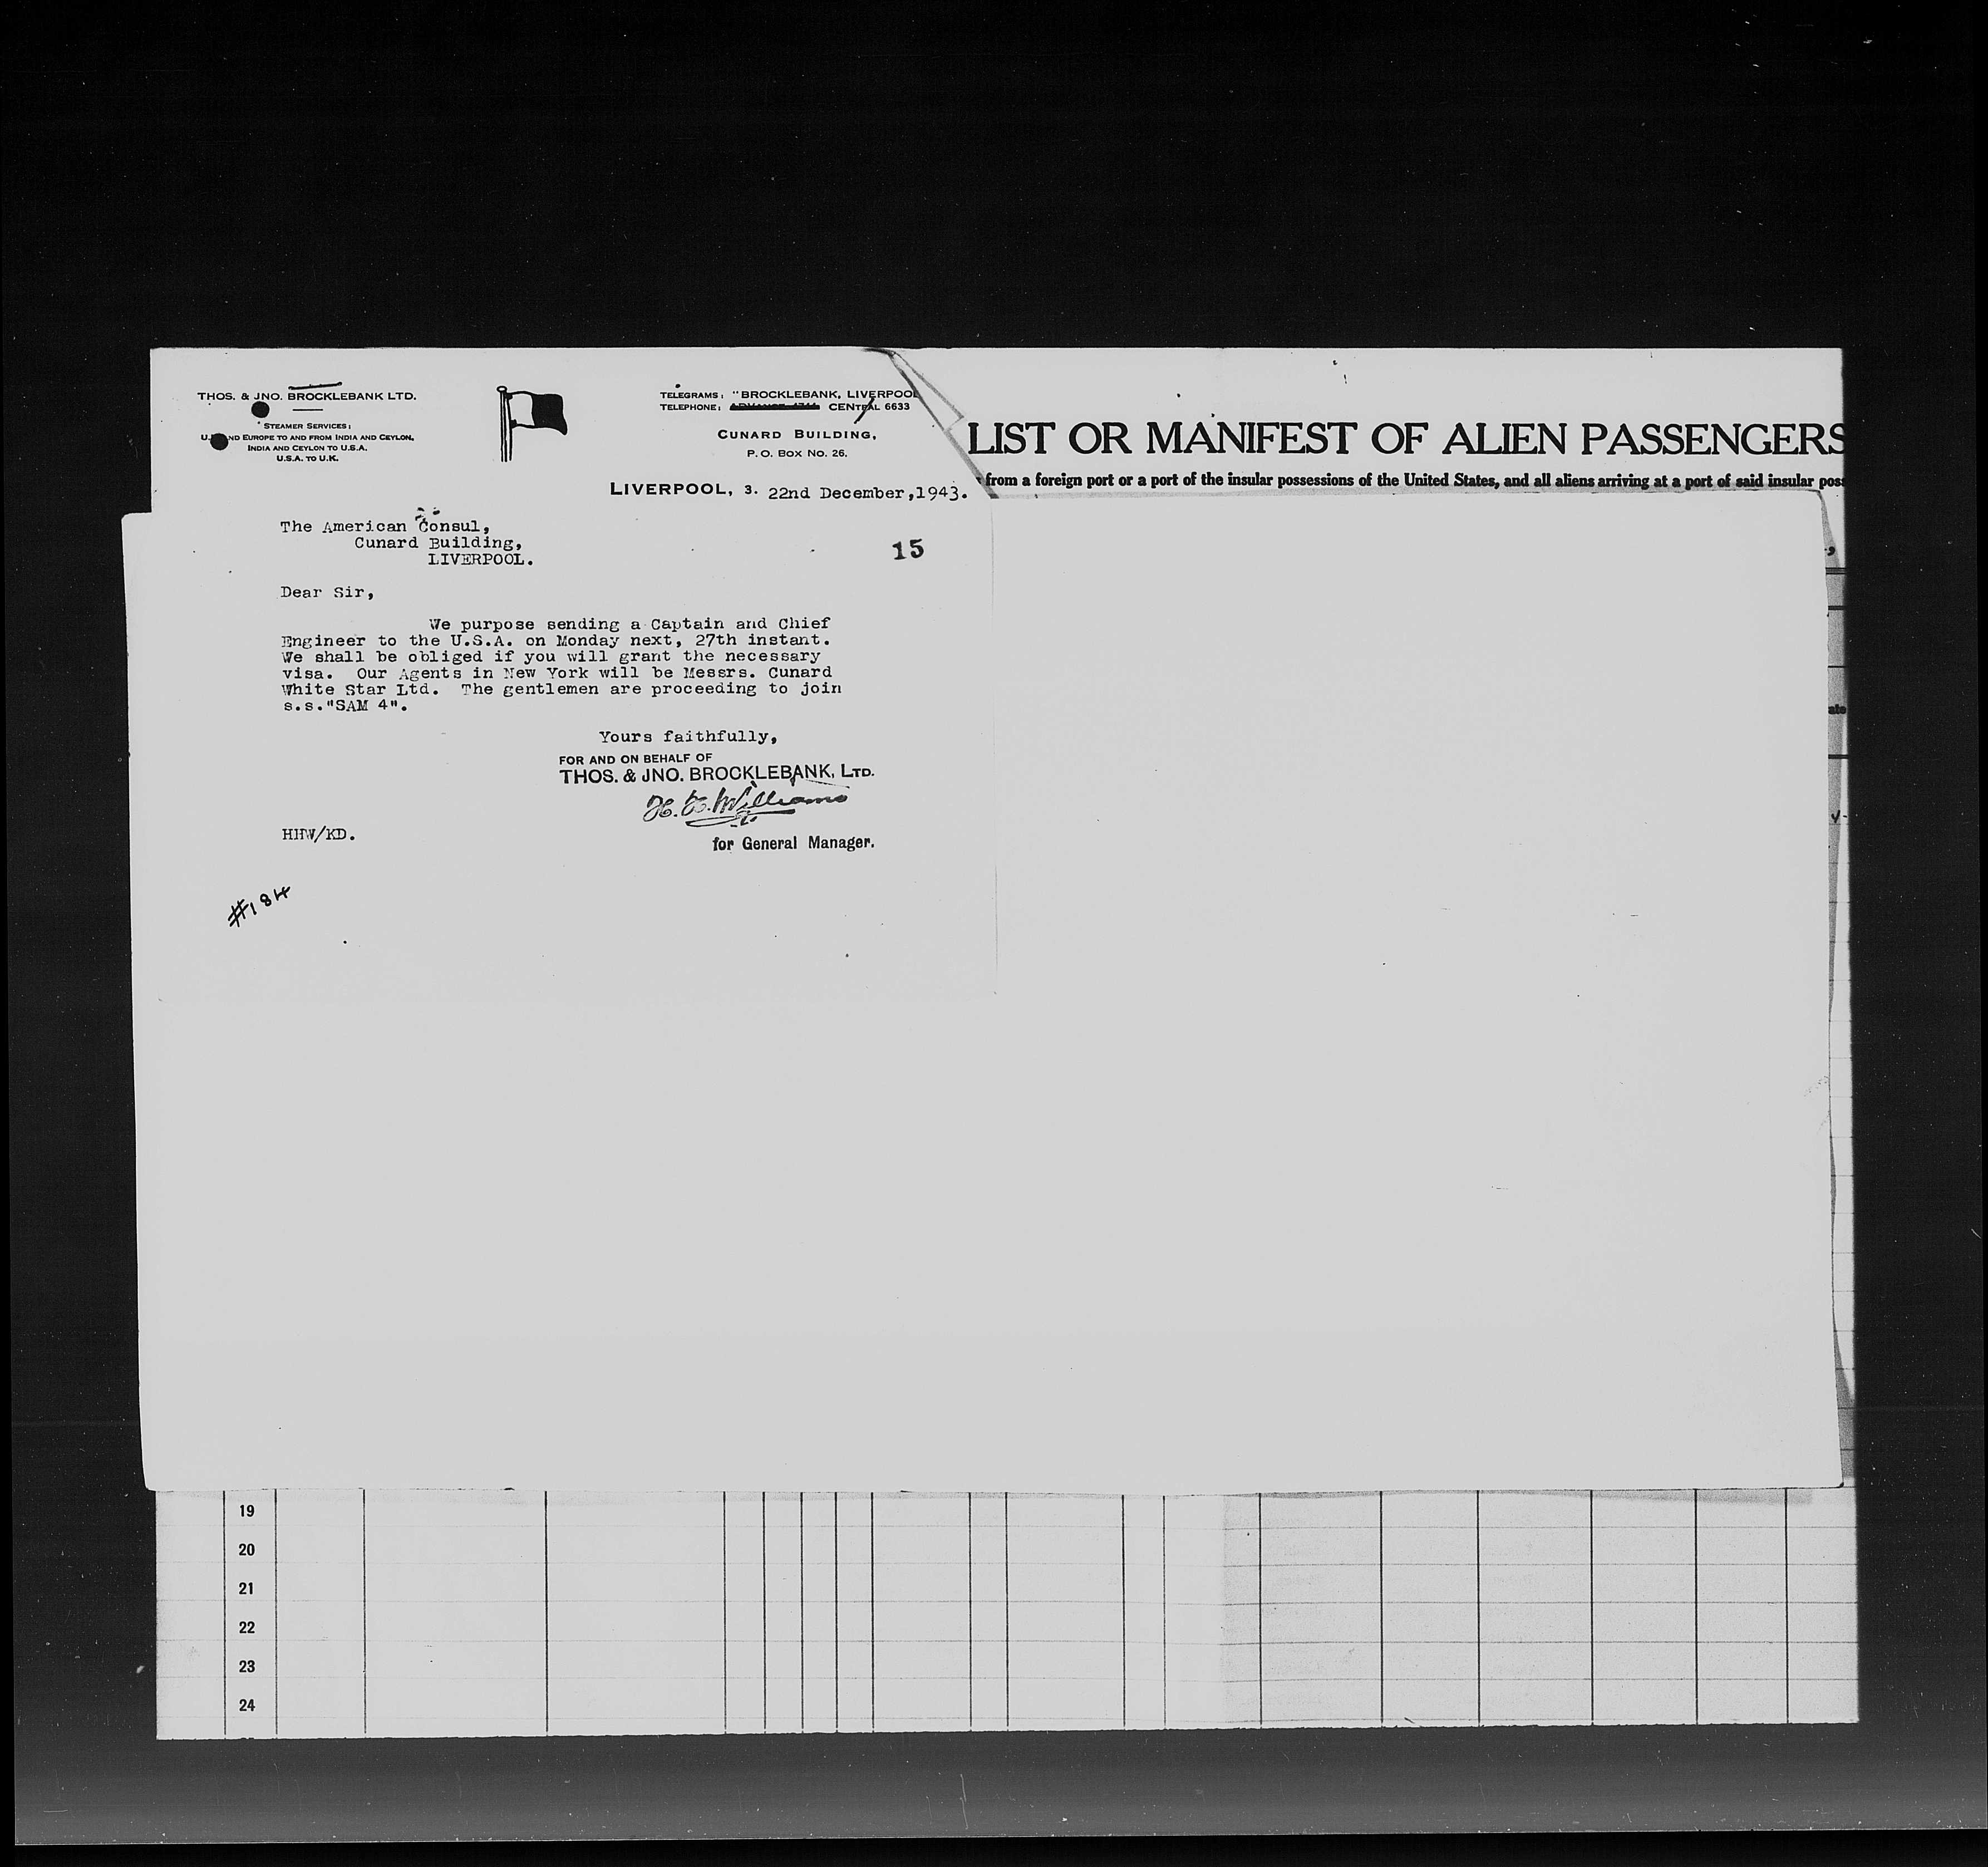 THOS. & JNO. BROCKLEBANK LTD.
STEAMER SERVICES:
EUROPE TO AND FROM INDIA AND CEYLON,
INDIA AND CEYLON TO U.S.A.
U.S.A. TO U.K.
TELEGRAMS: "BROCKLEBANK, LIVERPOOL
TELEPHONE: CENTRAL 6633
CUNARD BUILDING,
P.O. BOX No. 26.
LIVERPOOL, 3. 22nd December,1943.
LIST OR MANIFEST OF ALIEN PASSENGERS
from a foreign port or a port of the insular possessions of the United States, and all aliens arriving at a port of said insular
The American Consul,
Cunard Building,
LIVERPOOL.
15
Dear Sir,
We purpose sending a Captain and Chief
Engineer to the U.S.A. on Monday next, 27th instant.
We shall be obliged if you will grant the necessary
visa. Our Agents in New York will be Messrs. Cunard
White Star Ltd. The gentlemen are proceeding to join
s.s."SAM 4".
Yours faithfully,
FOR AND ON BEHALF OF
THOS. & JNO. BROCKLEBANK, LTD.
H. H. Williams
for General Manager.
HHW/KD.
#184
19
20
21
22
23
24